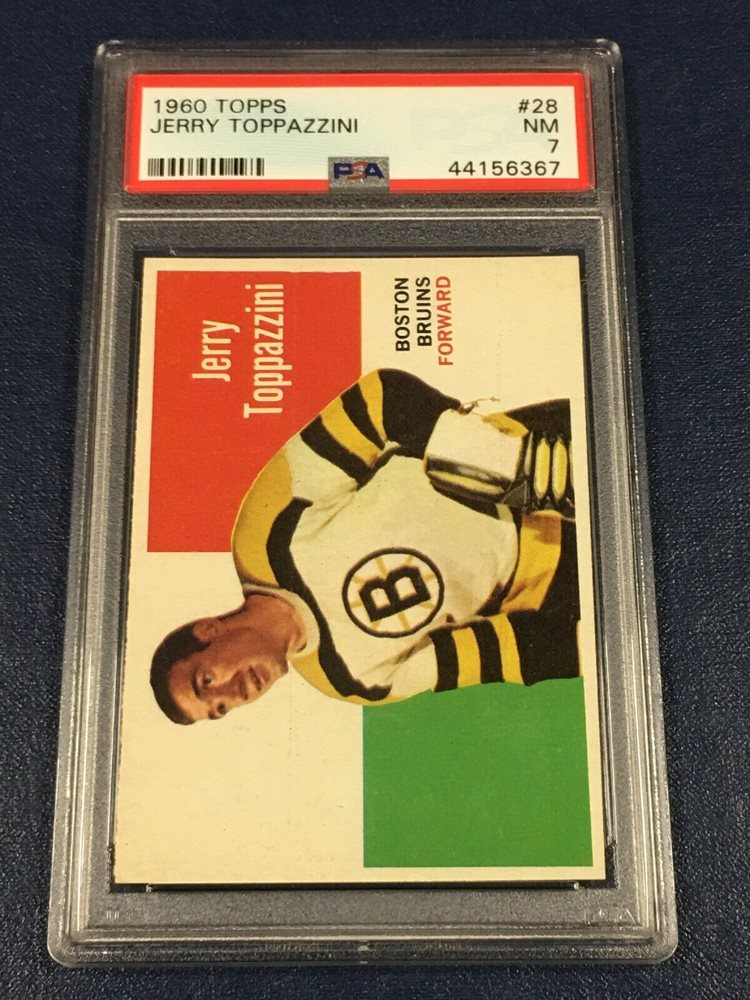 1960 TOPPS #28
JERRY TOPPAZZINI NM
7
PSA 44156367
Jerry
Toppazzini
BOSTON
BRUINS
FORWARD
B